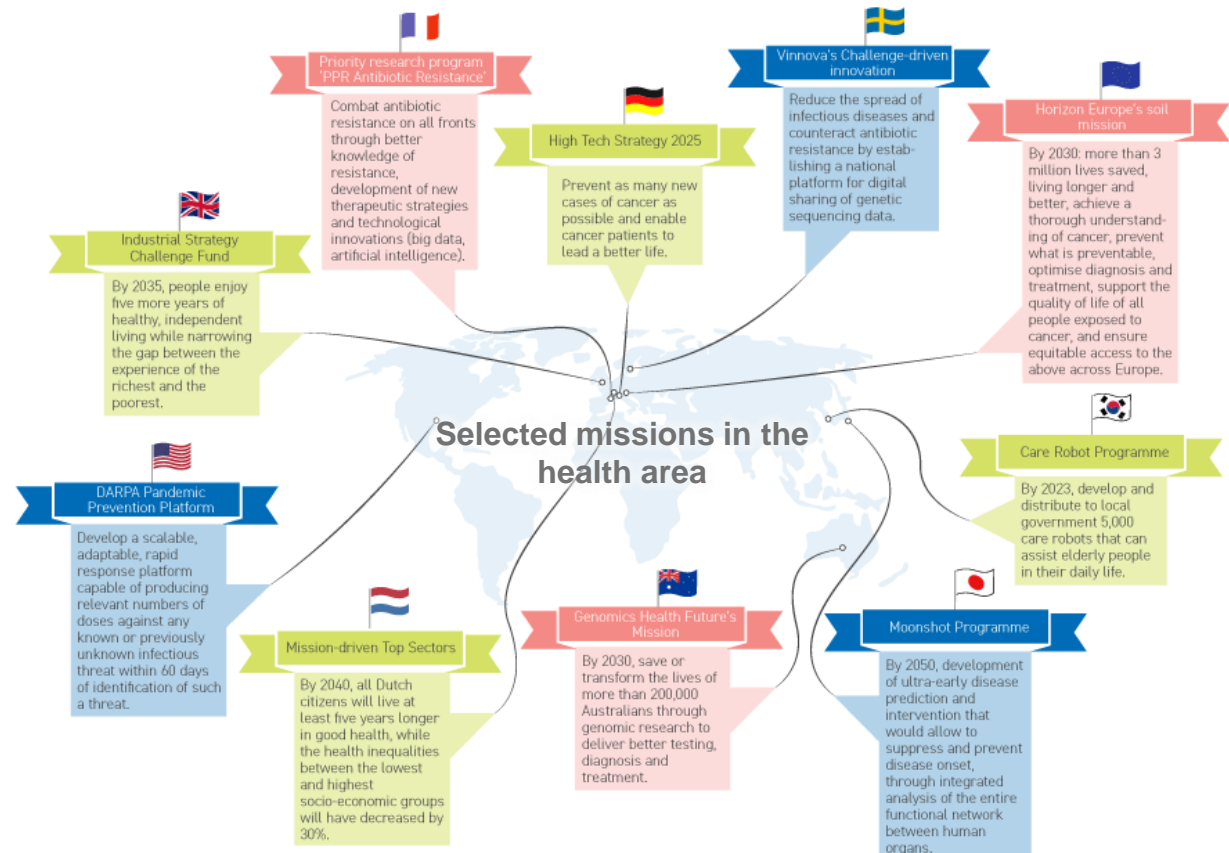 Priority research program
'PPR Antibiotic Resistance'
Combat antibiotic
resistance on all fronts
through better
knowledge of
resistance,
development of new
therapeutic strategies
and technological
innovations (big data,
artificial intelligence).
High Tech Strategy 2025
Prevent as many new
cases of cancer as
possible and enable
cancer patients to
lead a better life.
Vinnova's Challenge-driven
innovation
Reduce the spread of
infectious diseases and
counteract antibiotic
resistance by estab-
lishing a national
platform for digital
sharing of genetic
sequencing data.
Horizon Europe's soil
mission
By 2030: more than 3
million lives saved,
living longer and
better, achieve a
thorough understand-
ing of cancer, prevent
what is preventable,
optimise diagnosis and
treatment, support the
quality of life of all
people exposed to
cancer, and ensure
equitable access to the
above across Europe.
Industrial Strategy
Challenge Fund
By 2035, people enjoy
five more years of
healthy, independent
living while narrowing
the gap between the
experience of the
richest and the
poorest.
Selected missions in the
health area
Care Robot Programme
By 2023, develop and
distribute to local
government 5,000
care robots that can
assist elderly people
in their daily life.
DARPA Pandemic
Prevention Platform
Develop a scalable,
adaptable, rapid
response platform
capable of producing
relevant numbers of
doses against any
known or previously
unknown infectious
threat within 60 days
of identification of such
a threat.
Mission-driven Top Sectors
By 2040, all Dutch
citizens will live at
least five years longer
in good health, while
the health inequalities
between the lowest
and highest
socio-economic groups
will have decreased by
30%.
Genomics Health Future's
Mission
By 2030, save or
transform the lives of
more than 200,000
Australians through
genomic research to
deliver better testing,
diagnosis and
treatment.
Moonshot Programme
By 2050, development
of ultra-early disease
prediction and
intervention that
would allow to
suppress and prevent
disease onset,
through integrated
analysis of the entire
functional network
between human
organs.